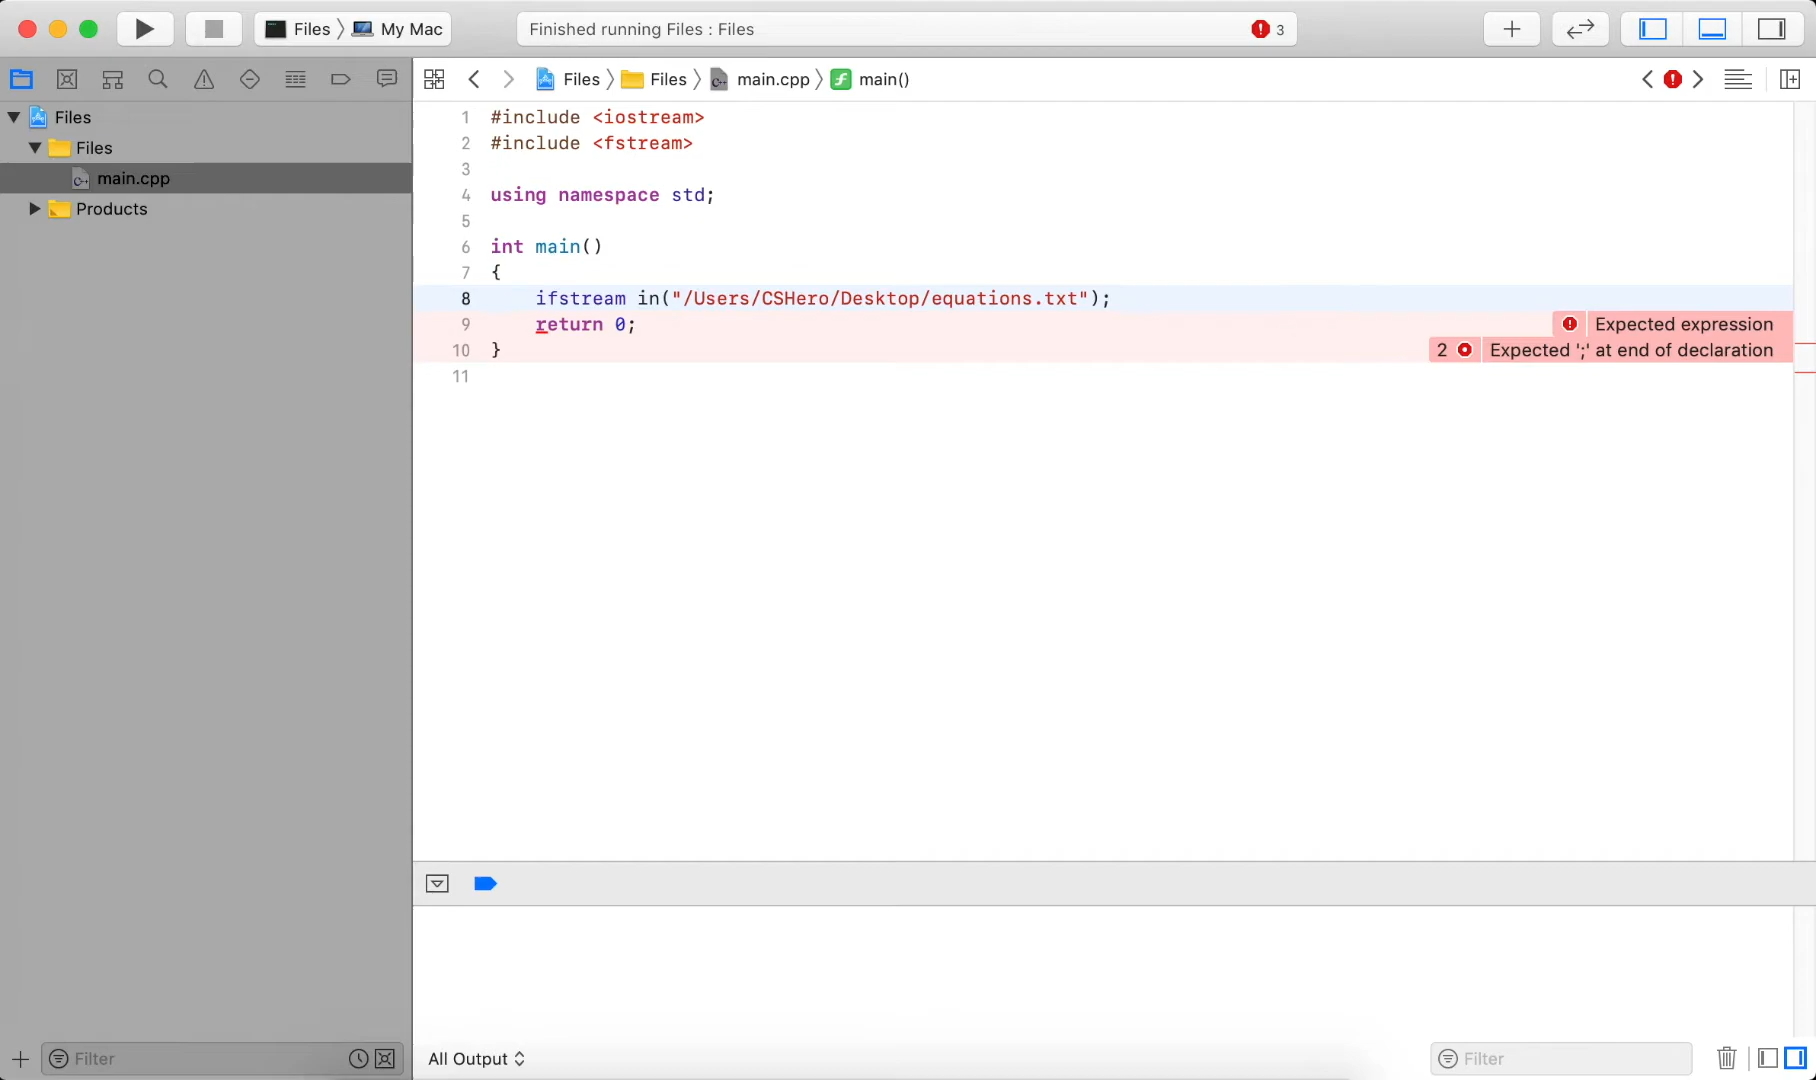 Files My Mac Finished running Files : Files 3
Files Files main.cpp main()
Files
Files
main.cpp
Products
1 #include <iostream>
2 #include <fstream>
3
4 using namespace std;
5
6 int main()
7 {
8 ifstream in("/Users/CSHero/Desktop/equations.txt");
9 return 0; Expected expression
10 } 2 Expected ';' at end of declaration
11
Filter All Output Filter